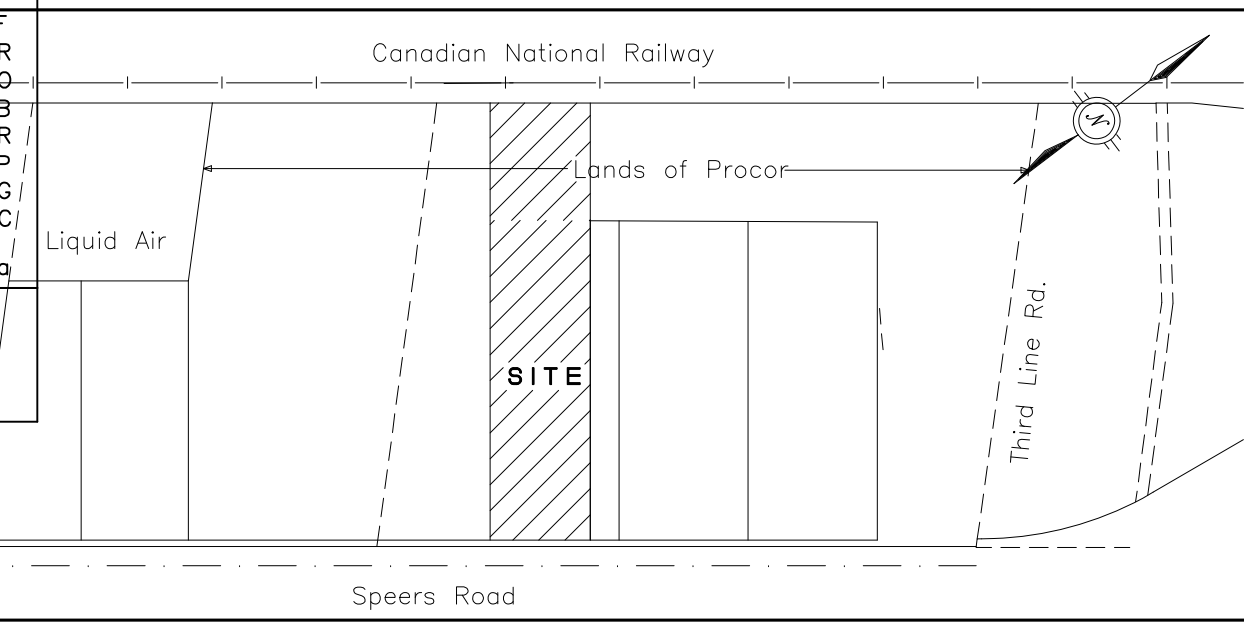 Canadian National Railway
F
R
O
B
R
P
G
C
a
Lands of Procor
N
Liquid Air
SITE
Third Line Rd.
Speers Road